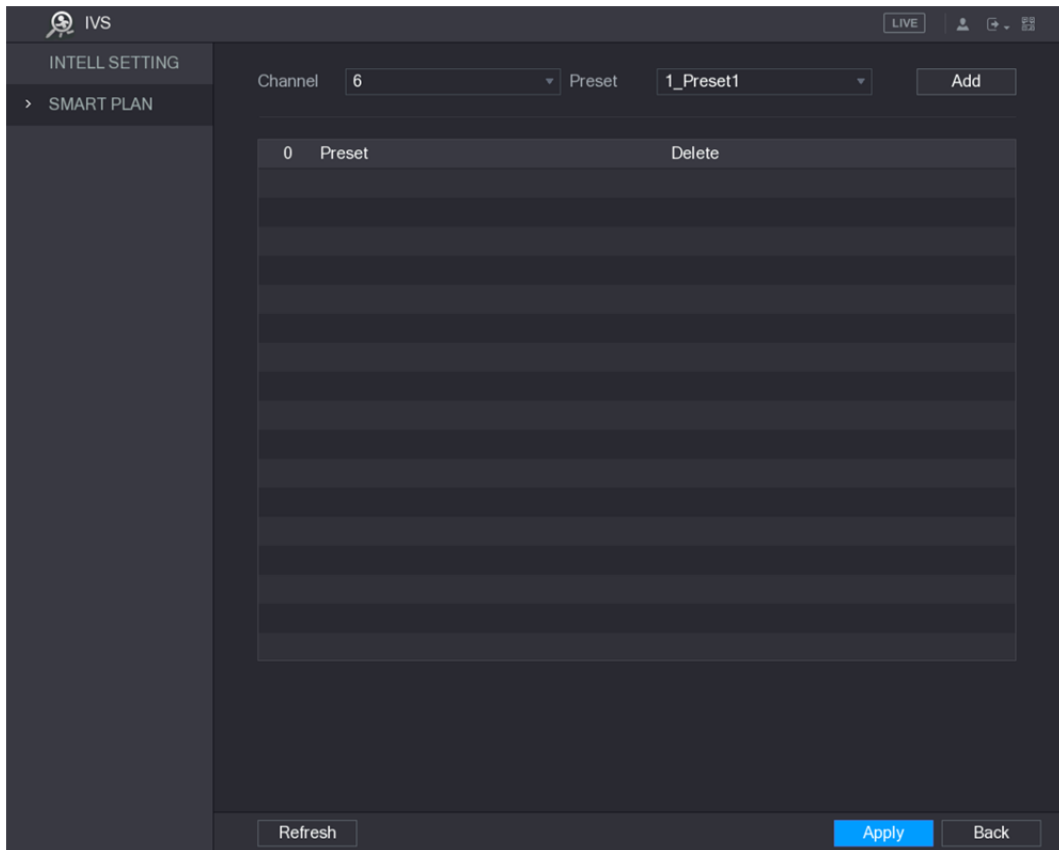 IVS LIVE
INTELL SETTING
SMART PLAN
Channel 6 Preset 1_Preset1 Add
0 Preset Delete
Refresh Apply Back